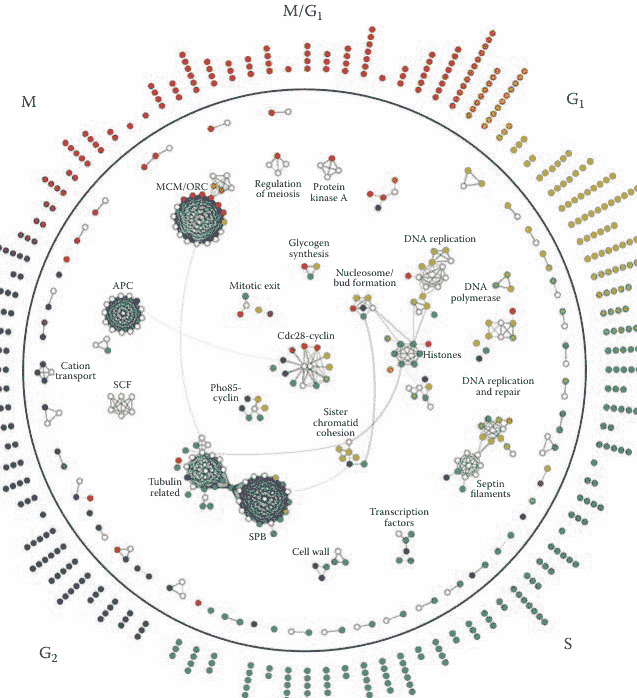 M/G₁
M
G₁
MCM/ORC
Regulation
of meiosis
Protein
kinase A
Glycogen
synthesis
DNA replication
Nucleosome/
bud formation
APC
Mitotic exit
DNA
polymerase
Cdc28-cyclin
Histones
Cation
transport
SCF
Pho85-
cyclin
DNA replication
and repair
Sister
chromatid
cohesion
Tubulin
related
Septin
filaments
SPB
Transcription
factors
Cell wall
G₂
S